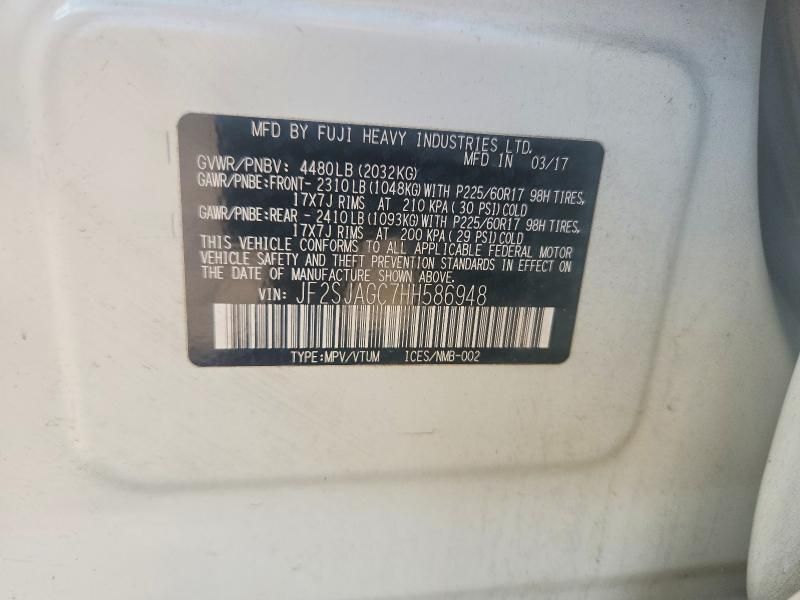 MFD BY FUJI HEAVY INDUSTRIES LTD.
MFD IN 03/17
GVWR/PNBV: 4480LB (2032KG)
GAWR/PNBE:FRONT- 2310LB (1048KG) WITH P225/60R17 98H TIRES,
17X7J RIMS AT 210 KPA ( 30 PSI) COLD
GAWR/PNBE:REAR - 2410LB (1093KG) WITH P225/60R17 98H TIRES,
17X7J RIMS AT 200 KPA ( 29 PSI) COLD
THIS VEHICLE CONFORMS TO ALL APPLICABLE FEDERAL MOTOR
VEHICLE SAFETY AND THEFT PREVENTION STANDARDS IN EFFECT ON
THE DATE OF MANUFACTURE SHOWN ABOVE.
VIN: JF2SJAGC7HH586948
TYPE:MPV/VTUM ICES/NMB-002